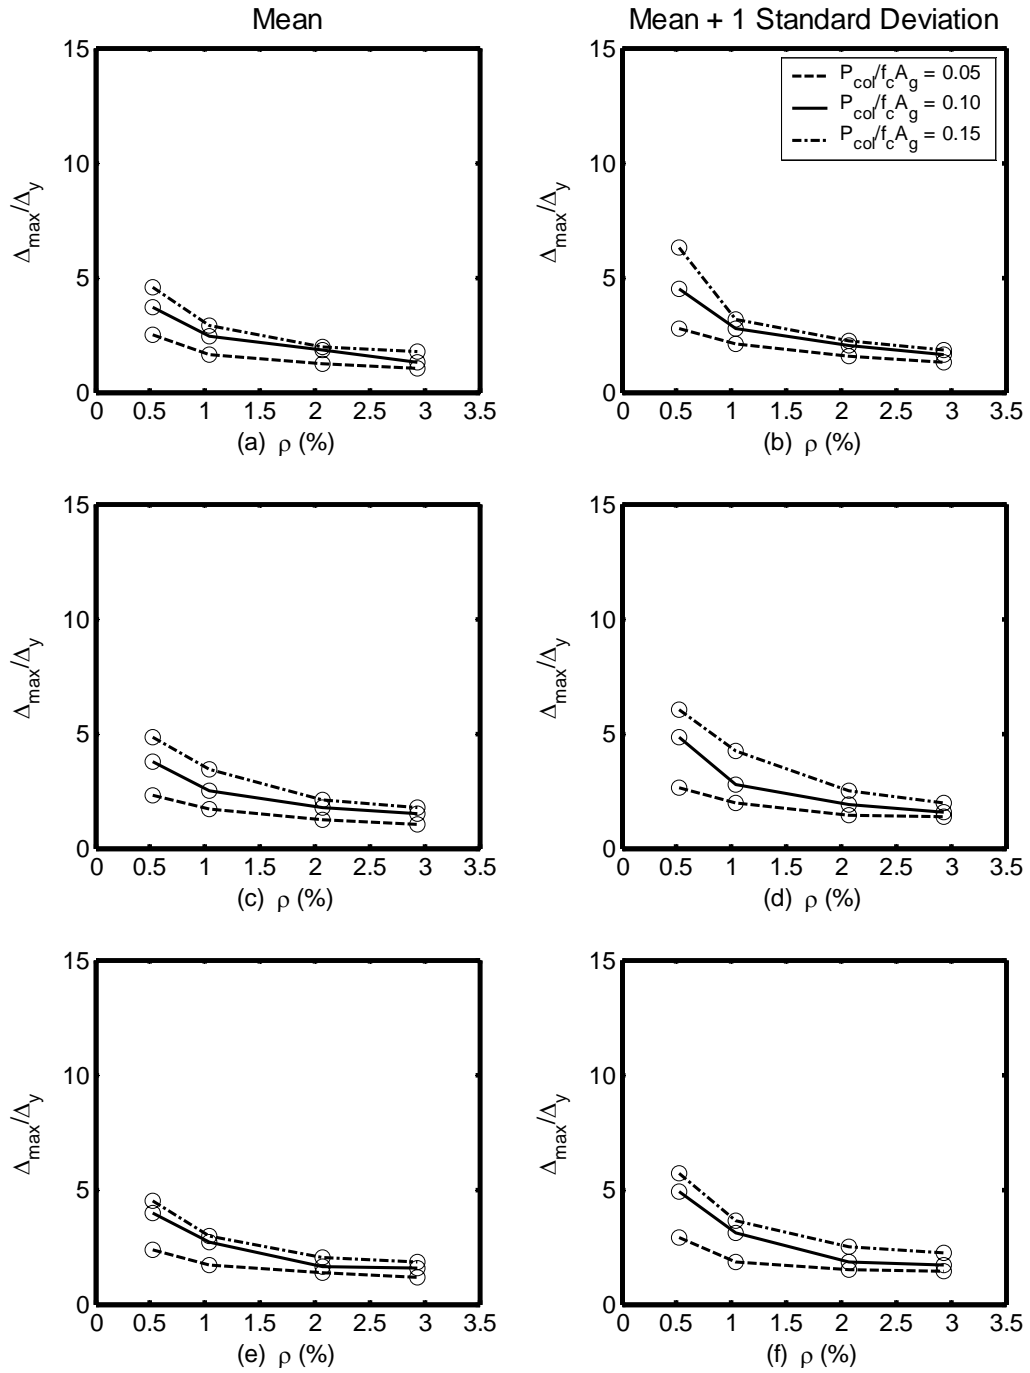 Mean
Mean + 1 Standard Deviation
15
10
5
0
Δmax/Δy
0 0.5 1 1.5 2 2.5 3 3.5
(a) ρ (%)
15
10
5
0
Δmax/Δy
Pcol/fcAg = 0.05
Pcol/fcAg = 0.10
Pcol/fcAg = 0.15
0 0.5 1 1.5 2 2.5 3 3.5
(b) ρ (%)
15
10
5
0
Δmax/Δy
0 0.5 1 1.5 2 2.5 3 3.5
(c) ρ (%)
15
10
5
0
Δmax/Δy
0 0.5 1 1.5 2 2.5 3 3.5
(d) ρ (%)
15
10
5
0
Δmax/Δy
0 0.5 1 1.5 2 2.5 3 3.5
(e) ρ (%)
15
10
5
0
Δmax/Δy
0 0.5 1 1.5 2 2.5 3 3.5
(f) ρ (%)